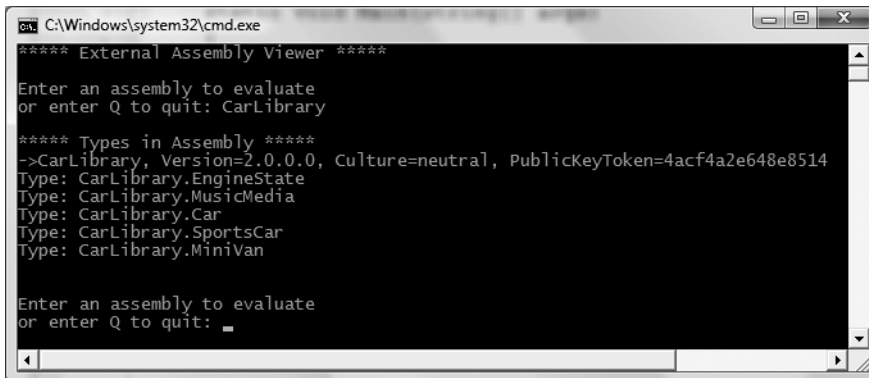 C:\Windows\system32\cmd.exe
***** External Assembly Viewer *****
Enter an assembly to evaluate
or enter Q to quit: CarLibrary
***** Types in Assembly *****
->CarLibrary, Version=2.0.0.0, Culture=neutral, PublicKeyToken=4acf4a2e648e8514
Type: CarLibrary.EngineState
Type: CarLibrary.MusicMedia
Type: CarLibrary.Car
Type: CarLibrary.SportsCar
Type: CarLibrary.MiniVan
Enter an assembly to evaluate
or enter Q to quit: